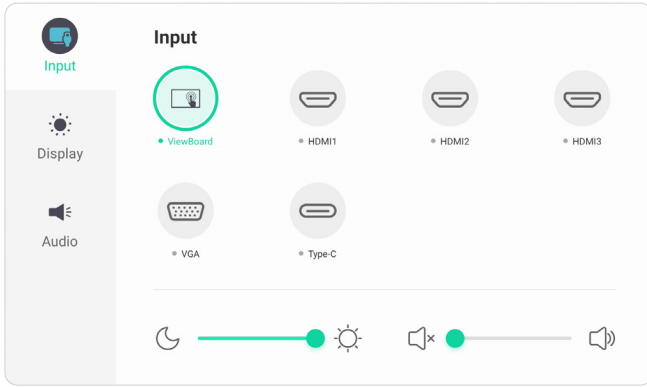 Input
Display
Audio
Input
ViewBoard
HDMI1
HDMI2
HDMI3
VGA
Type-C